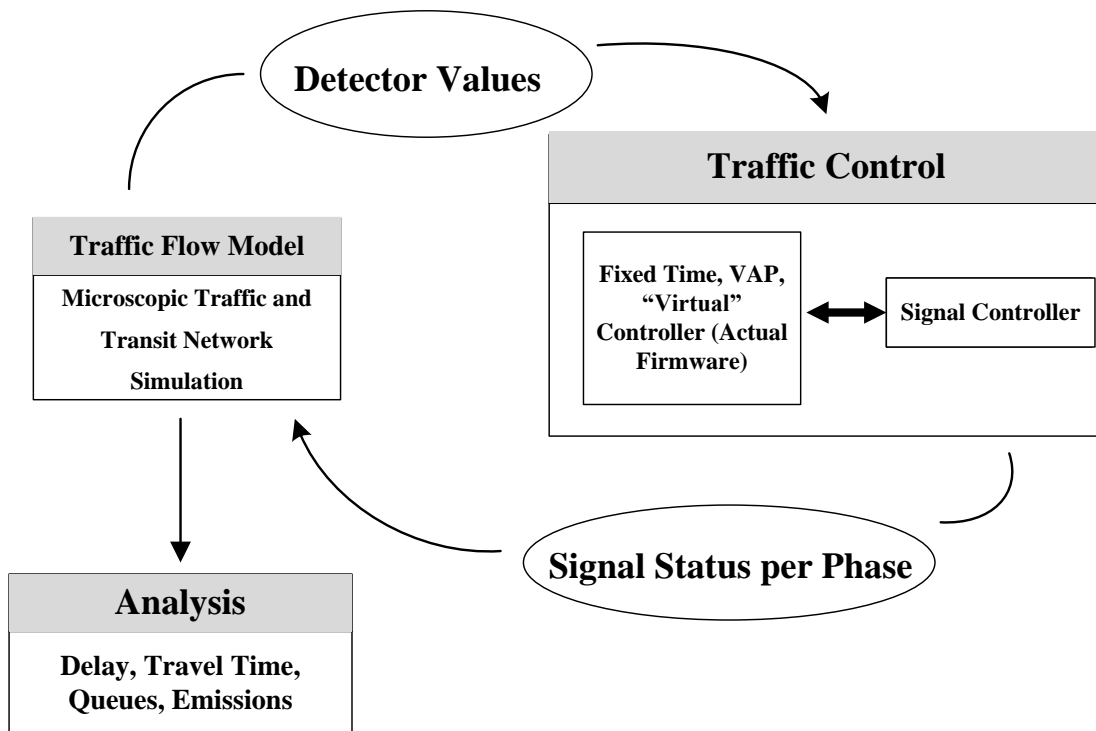 Detector Values
Traffic Control
Traffic Flow Model
Microscopic Traffic and
Transit Network
Simulation
Fixed Time, VAP,
“Virtual”
Controller (Actual
Firmware)
Signal Controller
Signal Status per Phase
Analysis
Delay, Travel Time,
Queues, Emissions